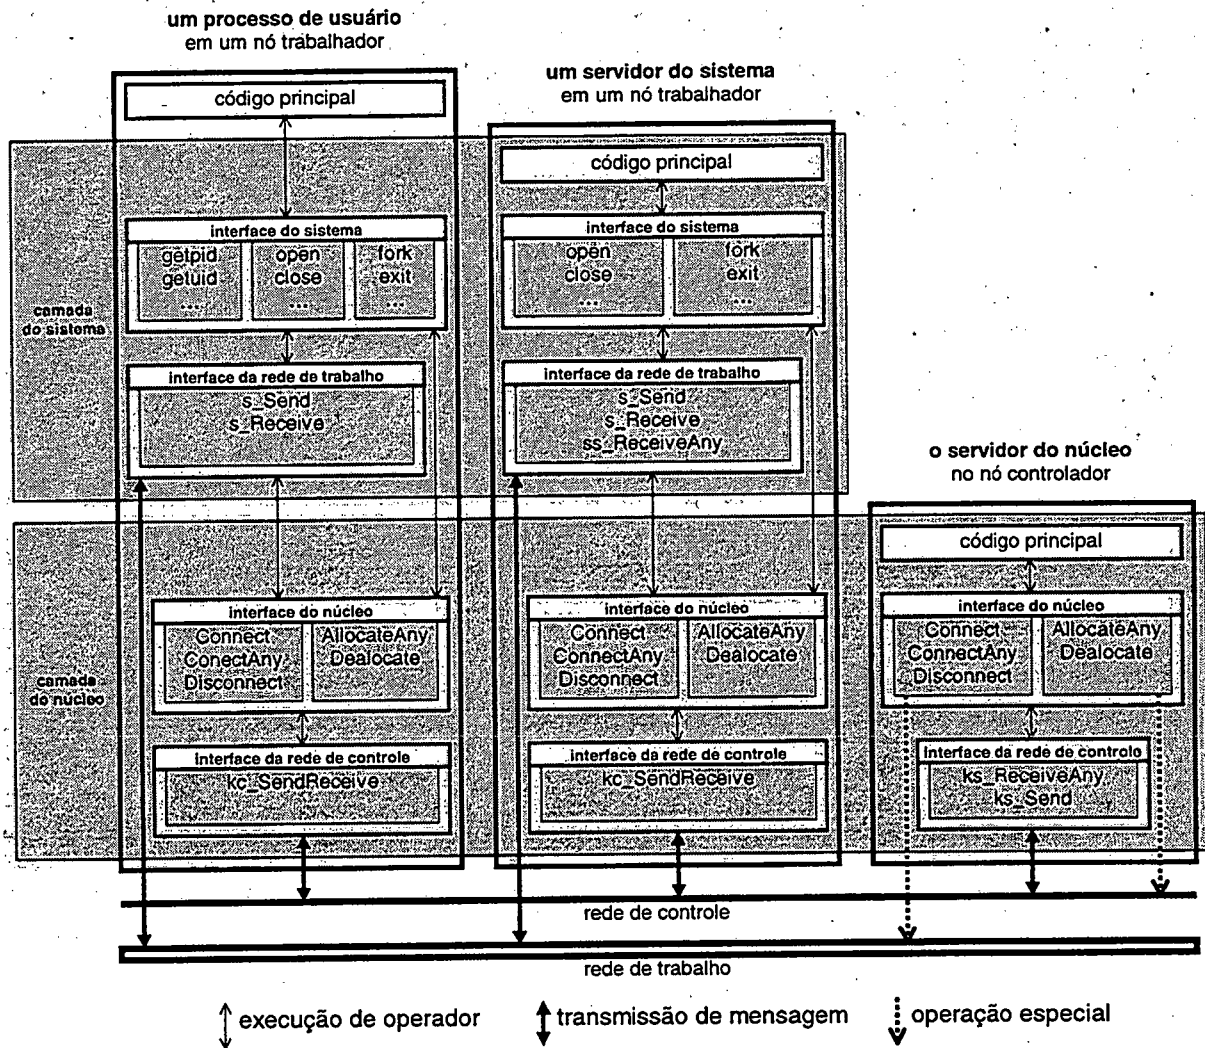 um processo de usuário
em um nó trabalhador
código principal
interface do sistema
getpid
getuid
...
open
close
...
fork
exit
...
interface da rede de trabalho
s_Send
s_Receive
interface do núcleo
Connect
ConectAny
Disconnect
AllocateAny
Dealocate
interface da rede de controle
kc_SendReceive
um servidor do sistema
em um nó trabalhador
código principal
interface do sistema
open
close
...
fork
exit
...
interface da rede de trabalho
s_Send
s_Receive
ss_ReceiveAny
interface do núcleo
Connect
ConnectAny
Disconnect
AllocateAny
Dealocate
interface da rede de controle
kc_SendReceive
o servidor do núcleo
no nó controlador
código principal
interface do núcleo
Connect
ConnectAny
Disconnect
AllocateAny
Dealocate
interface da rede de controle
ks_ReceiveAny
ks_Send
camada
do sistema
camada
do núcleo
rede de controle
rede de trabalho
execução de operador
transmissão de mensagem
operação especial